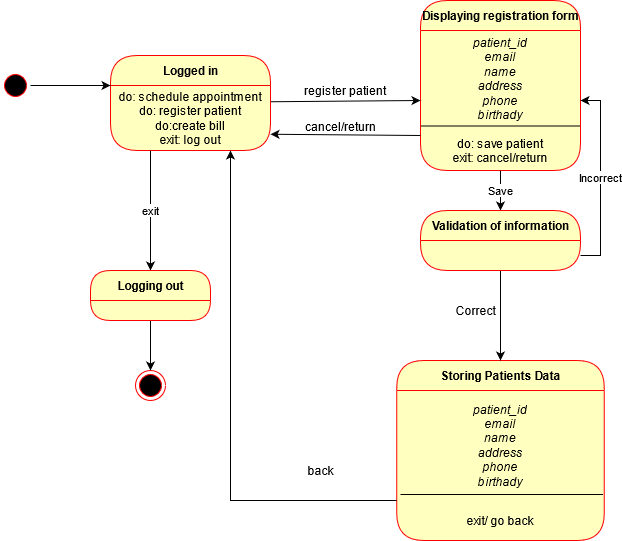 Displaying registration form
patient_id
email
name
address
phone
birthady
do: save patient
exit: cancel/return
Logged in
do: schedule appointment
do: register patient
do:create bill
exit: log out
register patient
cancel/return
Incorrect
Save
exit
Validation of information
Logging out
Correct
Storing Patients Data
patient_id
email
name
address
phone
birthady
exit/ go back
back